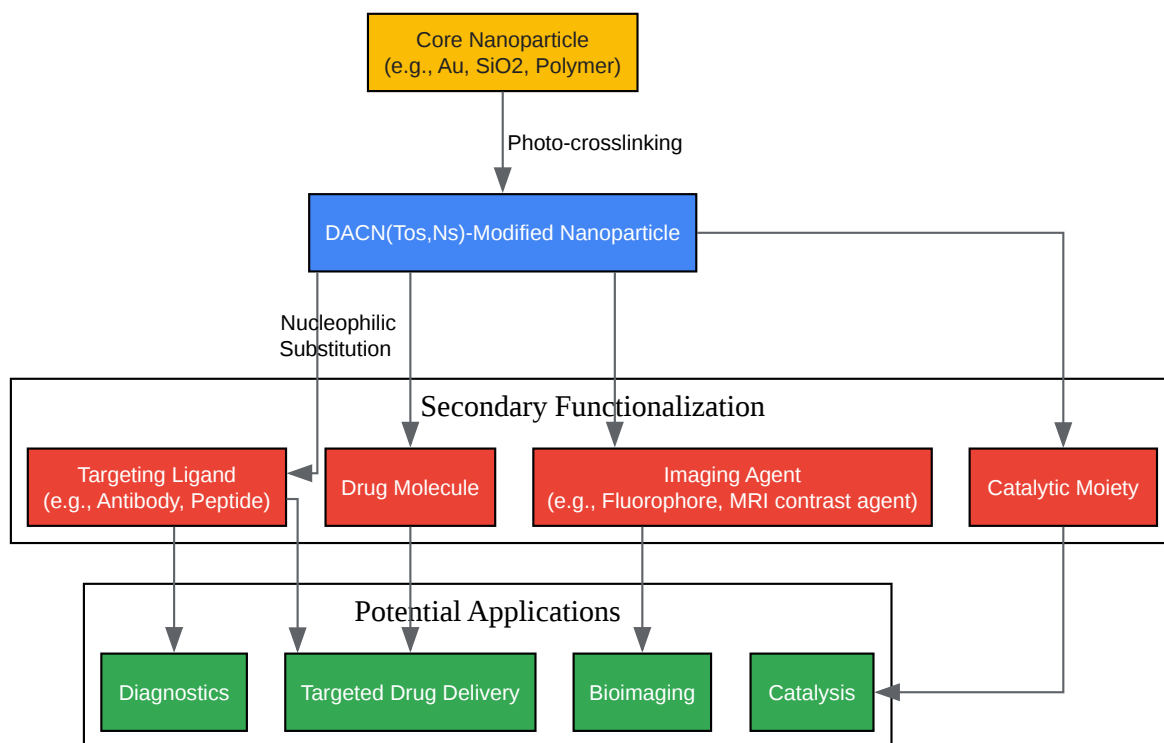 Core Nanoparticle
(e.g., Au, SiO2, Polymer)
Photo-crosslinking
DACN(Tos,Ns)-Modified Nanoparticle
Nucleophilic
Substitution
Secondary Functionalization
Targeting Ligand
(e.g., Antibody, Peptide)
Drug Molecule
Imaging Agent
(e.g., Fluorophore, MRI contrast agent)
Catalytic Moiety
Potential Applications
Diagnostics
Targeted Drug Delivery
Bioimaging
Catalysis